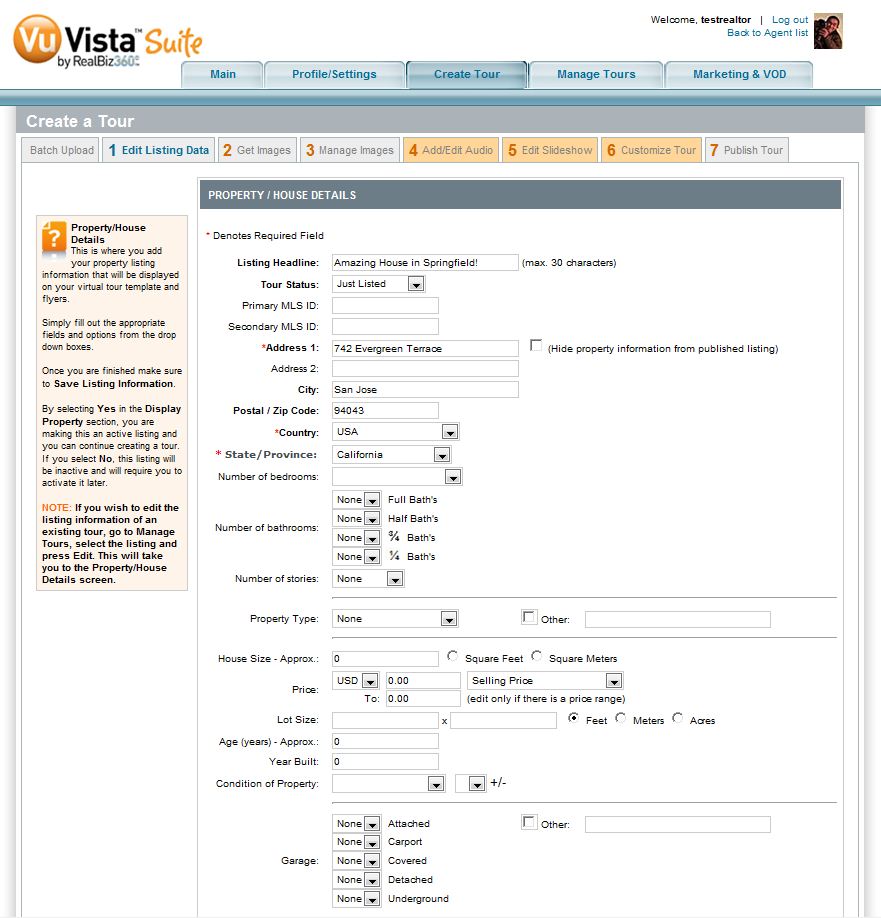 Vu Vista™ Suite
by RealBiz360®
Welcome, testrealtor | Log out
Back to Agent list
Main Profile/Settings Create Tour Manage Tours Marketing & VOD
Create a Tour
Batch Upload 1 Edit Listing Data 2 Get Images 3 Manage Images 4 Add/Edit Audio 5 Edit Slideshow 6 Customize Tour 7 Publish Tour
?
Property/House
Details
This is where you add
your property listing
information that will be displayed
on your virtual tour template and
flyers.
Simply fill out the appropriate
fields and options from the drop
down boxes.
Once you are finished make sure
to Save Listing Information.
By selecting Yes in the Display
Property section, you are
making this an active listing and
you can continue creating a tour.
If you select No, this listing will
be inactive and will require you to
activate it later.
NOTE: If you wish to edit the
listing information of an
existing tour, go to Manage
Tours, select the listing and
press Edit. This will take
you to the Property/House
Details screen.
PROPERTY / HOUSE DETAILS
* Denotes Required Field
Listing Headline: Amazing House in Springfield! (max. 30 characters)
Tour Status: Just Listed
Primary MLS ID:
Secondary MLS ID:
*Address 1: 742 Evergreen Terrace (Hide property information from published listing)
Address 2:
City: San Jose
Postal / Zip Code: 94043
*Country: USA
* State/Province: California
Number of bedrooms:
Number of bathrooms:
None Full Bath's
None Half Bath's
None ¾ Bath's
None ¼ Bath's
Number of stories: None
Property Type: None Other:
House Size - Approx.: 0 Square Feet Square Meters
Price: USD 0.00 Selling Price
To: 0.00 (edit only if there is a price range)
Lot Size: x Feet Meters Acres
Age (years) - Approx.: 0
Year Built: 0
Condition of Property: +/-
Garage:
None Attached Other:
None Carport
None Covered
None Detached
None Underground